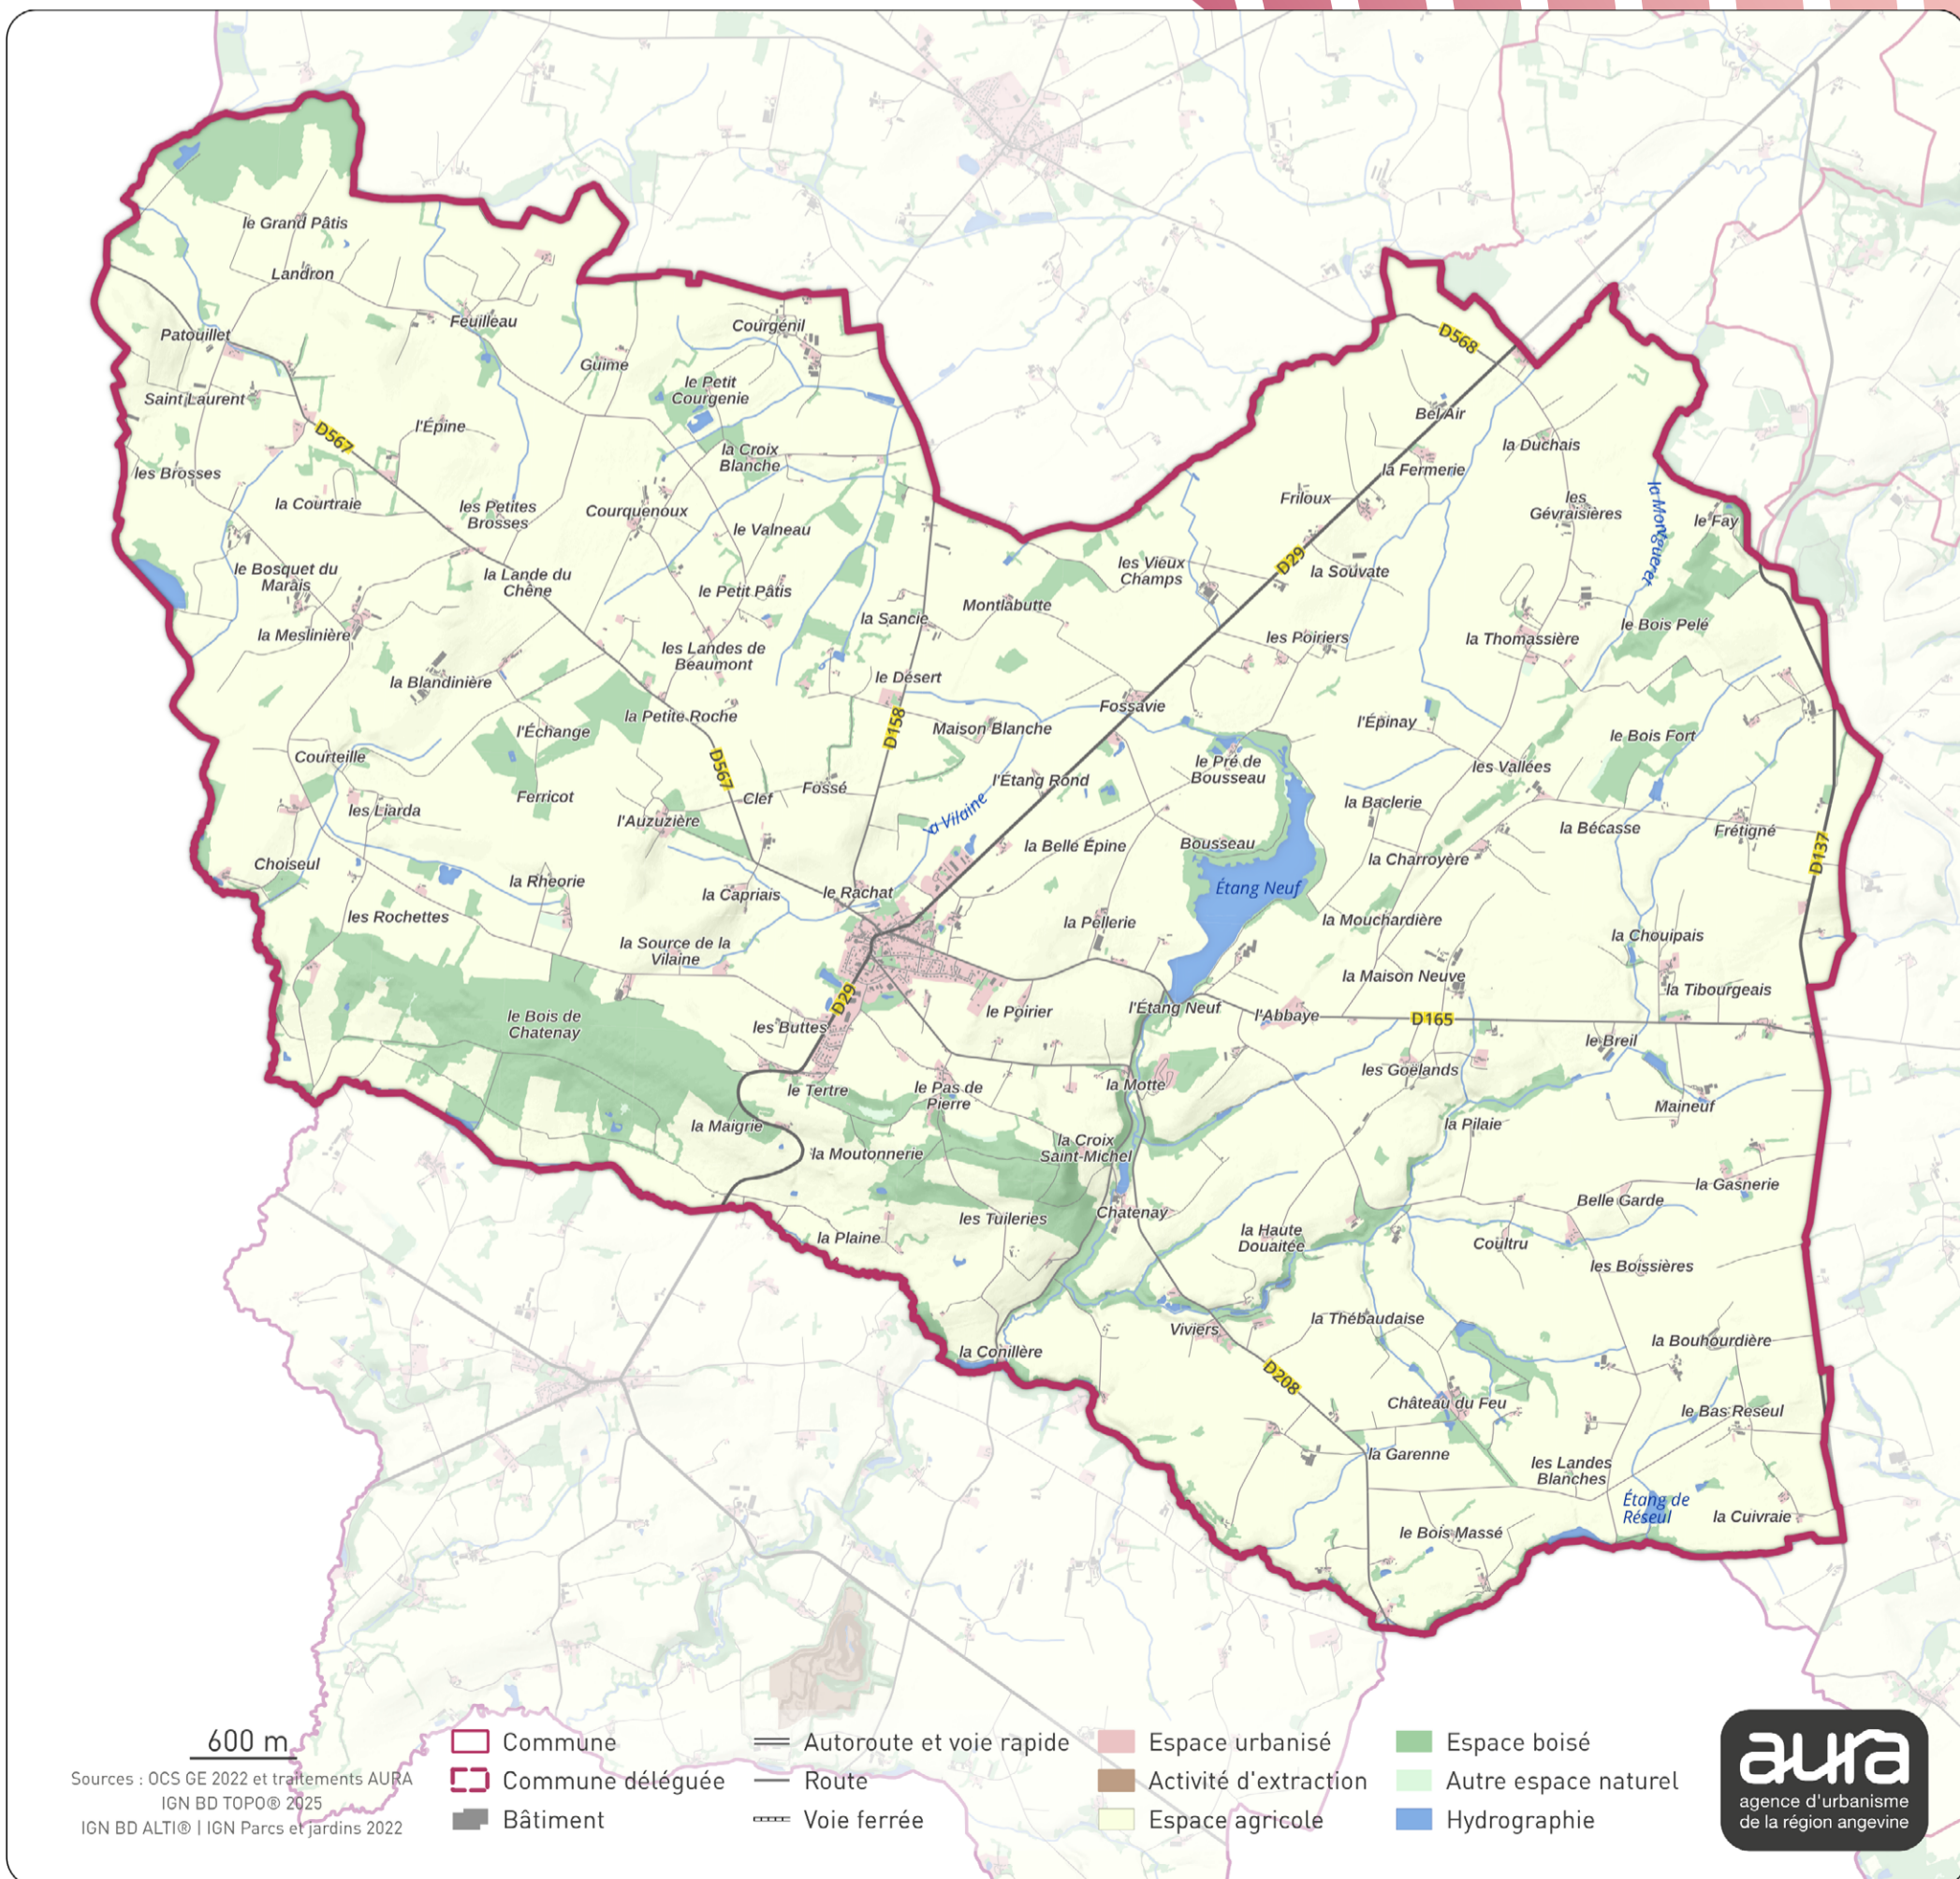 le Grand Pâtis
Landron
Patouillet
Feuilleau
Courgenil
Guime
le Petit
Courgenie
Saint Laurent
l'Épine
D567
la Croix
Blanche
les Brosses
la Courtraie
les Petites
Brosses
Courquenoux
le Valneau
le Bosquet du
Marais
la Lande du
Chêne
le Petit Pâtis
la Meslinière
la Sancie
les Landes de
Beaumont
la Blandinière
le Désert
l'Échange
la Petite Roche
D158
Maison Blanche
Courteille
D567
Ferricot
les Liarda
Clef
Fossé
l'Auzuzière
la Vilaine
Choiseul
la Rheorie
la Capriais
le Rachat
les Rochettes
la Source de la
Vilaine
D568
Bel Air
la Duchais
la Fermerie
Friloux
les
Gévraisières
la Mongueret
le Fay
D29
les Vieux
Champs
la Souvate
Montlabutte
les Poiriers
la Thomassière
le Bois Pelé
Fossavie
l'Épinay
le Bois Fort
le Pré de
Bousseau
les Vallées
l'Étang Rond
la Baclerie
la Bécasse
Frétigné
D137
la Belle Épine
Bousseau
la Charroyère
Étang Neuf
la Pellerie
la Mouchardière
la Chouipais
la Maison Neuve
la Tibourgeais
le Bois de
Chatenay
les Buttes
D29
le Poirier
l'Étang Neuf
l'Abbaye
D165
le Breil
les Goëlands
le Tertre
le Pas de
Pierre
la Motte
Maineuf
la Maigrie
la Pilaie
la Moutonnerie
la Croix
Saint-Michel
la Gasnerie
Belle Garde
les Tuileries
Chatenay
la Plaine
la Haute
Douaitée
Coultru
les Boissières
la Thébaudaise
Viviers
la Conillère
la Bouhourdière
D208
Château du Feu
le Bas Reseul
la Garenne
les Landes
Blanches
Étang de
Réseul
la Cuivraie
le Bois Massé
600 m
Sources : OCS GE 2022 et traitements AURA
IGN BD TOPO® 2025
IGN BD ALTI® | IGN Parcs et jardins 2022
Commune
Commune déléguée
Bâtiment
Autoroute et voie rapide
Route
Voie ferrée
Espace urbanisé
Activité d'extraction
Espace agricole
Espace boisé
Autre espace naturel
Hydrographie
aura
agence d'urbanisme
de la région angevine